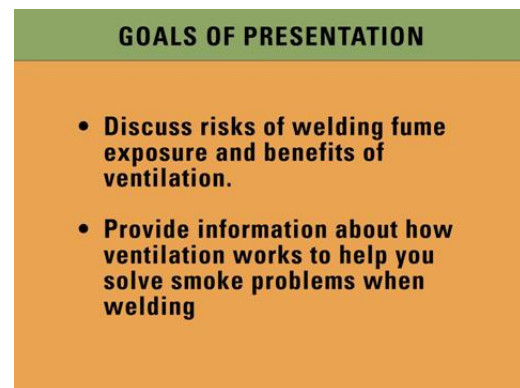 GOALS OF PRESENTATION
• Discuss risks of welding fume
exposure and benefits of
ventilation.
• Provide information about how
ventilation works to help you
solve smoke problems when
welding